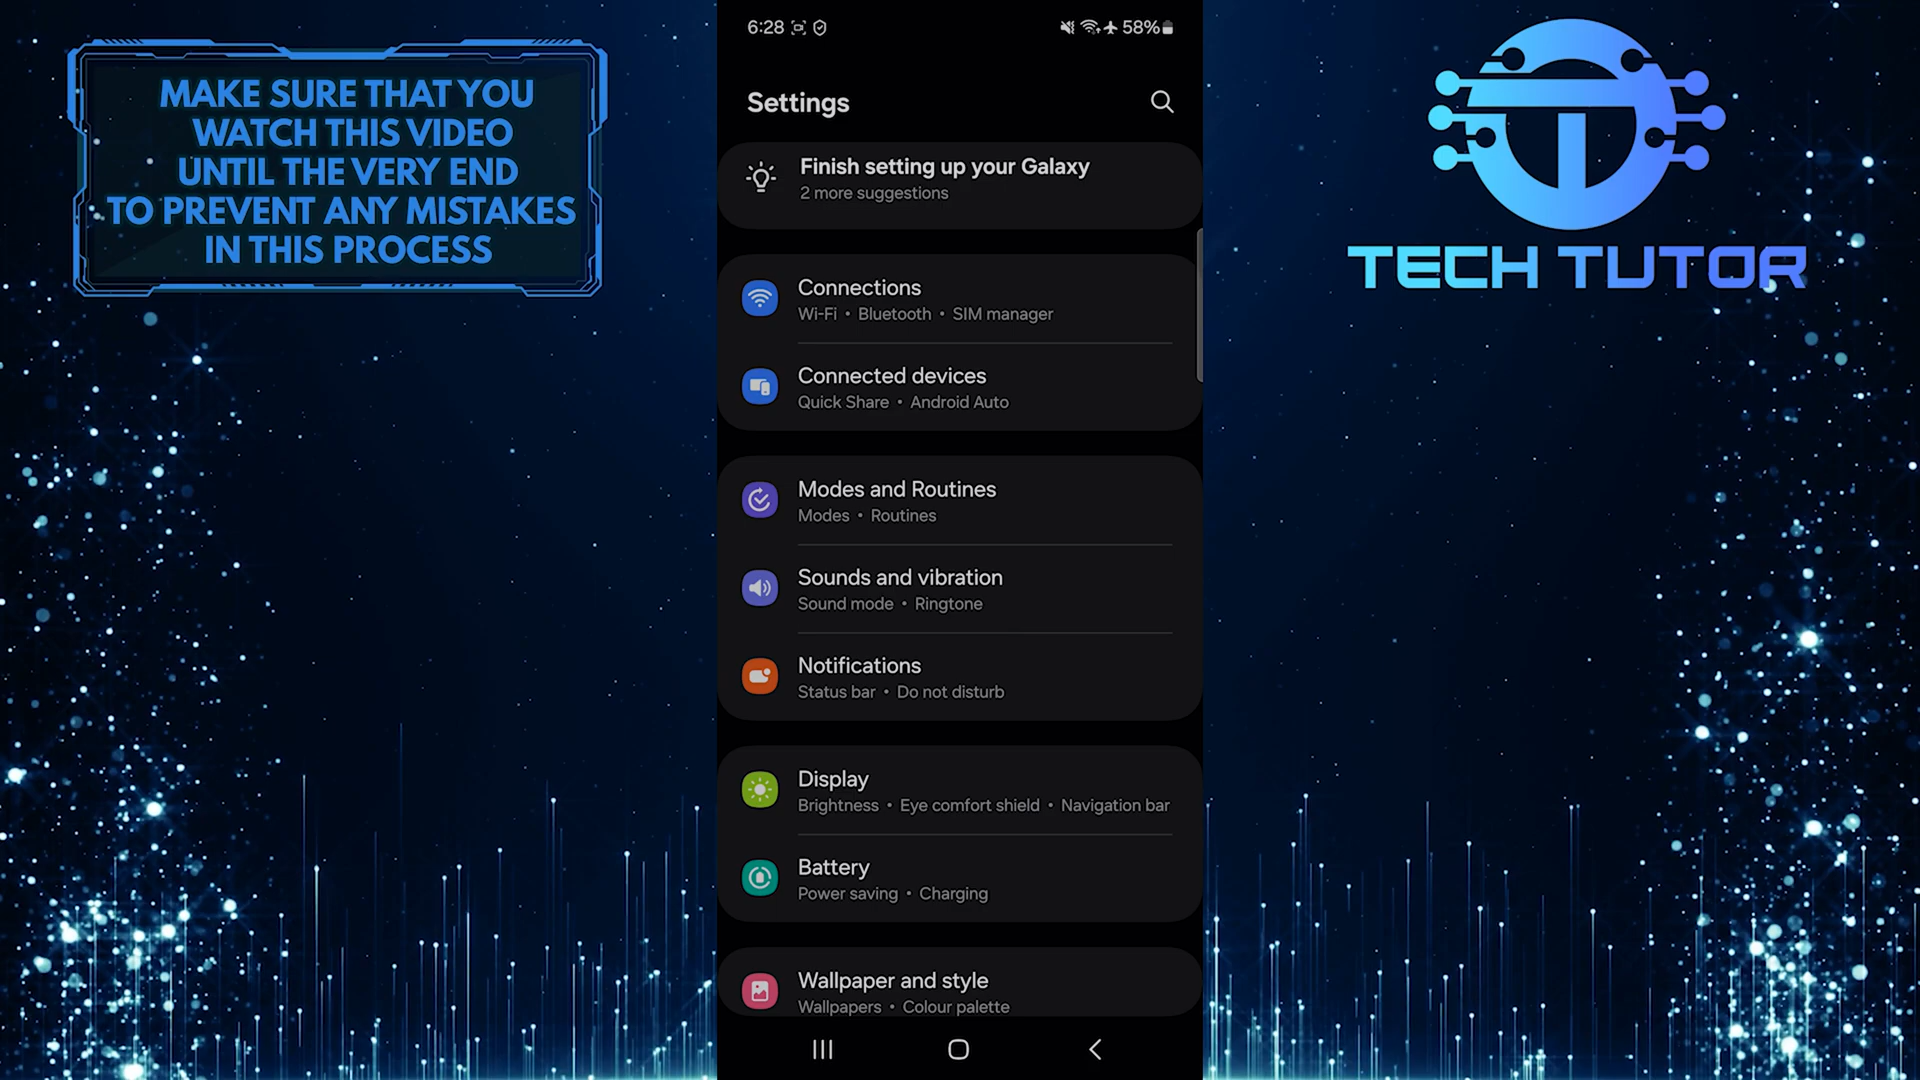 MAKE SURE THAT YOU
WATCH THIS VIDEO
UNTIL THE VERY END
TO PREVENT ANY MISTAKES
IN THIS PROCESS
6:28
58%
Settings
Finish setting up your Galaxy
2 more suggestions
Connections
Wi-Fi • Bluetooth • SIM manager
Connected devices
Quick Share • Android Auto
Modes and Routines
Modes • Routines
Sounds and vibration
Sound mode • Ringtone
Notifications
Status bar • Do not disturb
Display
Brightness • Eye comfort shield • Navigation bar
Battery
Power saving • Charging
Wallpaper and style
Wallpapers • Colour palette
TECH TUTOR